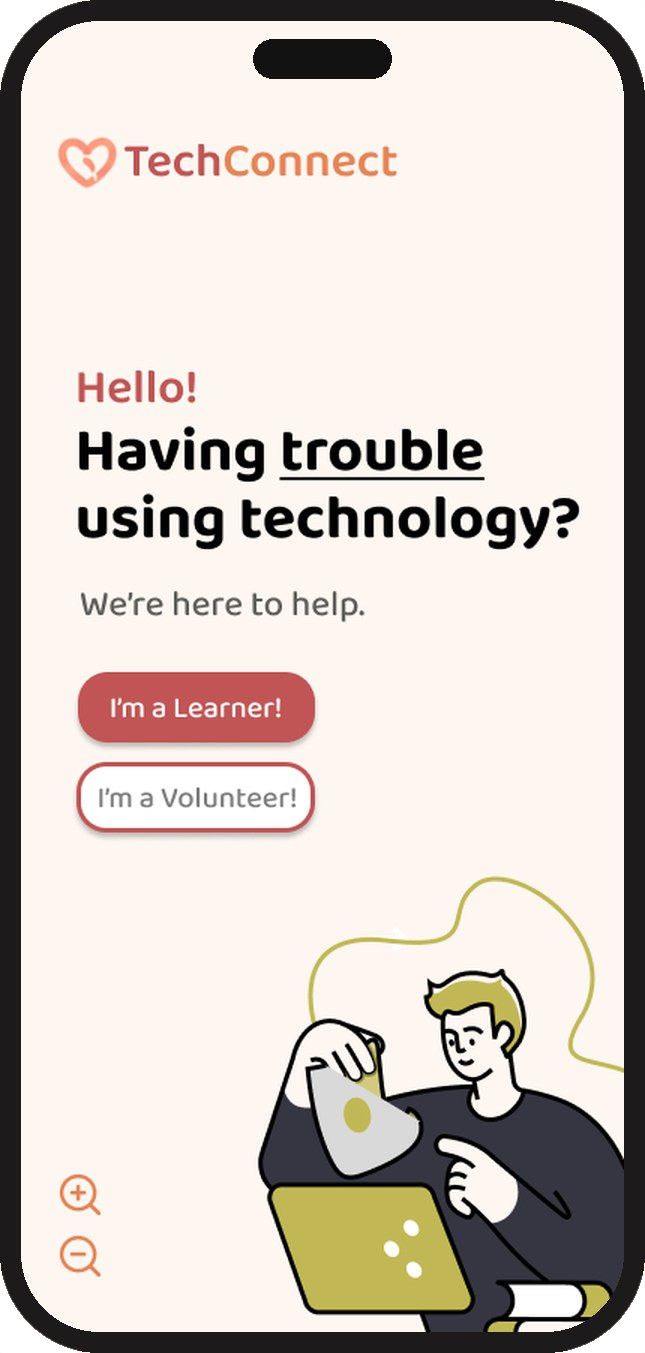 TechConnect
Hello!
Having trouble
using technology?
We're here to help.
I'm a Learner!
I'm a Volunteer!